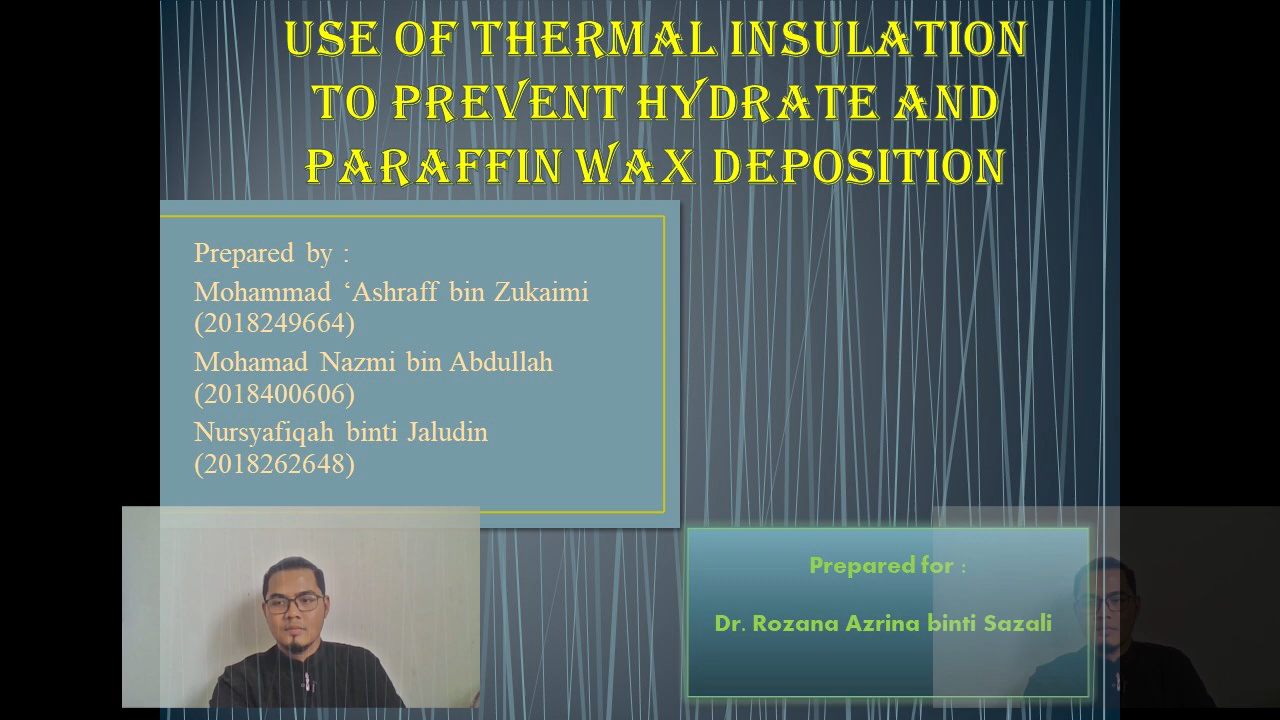 USE OF THERMAL INSULATION
TO PREVENT HYDRATE AND
PARAFFIN WAX DEPOSITION
Prepared by :
Mohammad ‘Ashraff bin Zukaimi
(2018249664)
Mohamad Nazmi bin Abdullah
(2018400606)
Nursyafiqah binti Jaludin
(2018262648)
Prepared for :
Dr. Rozana Azrina binti Sazali